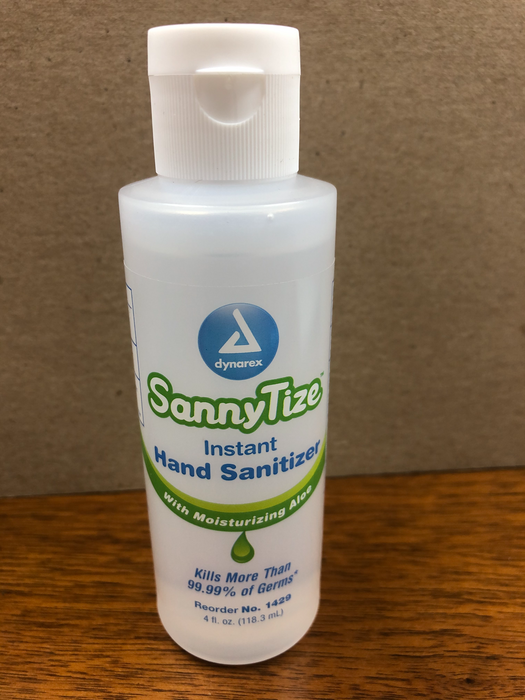 dynarex
SannyTize™
Instant
Hand Sanitizer
With Moisturizing Aloe
Kills More Than
99.99% of Germs*
Reorder No. 1429
4 fl. oz. (118.3 mL)